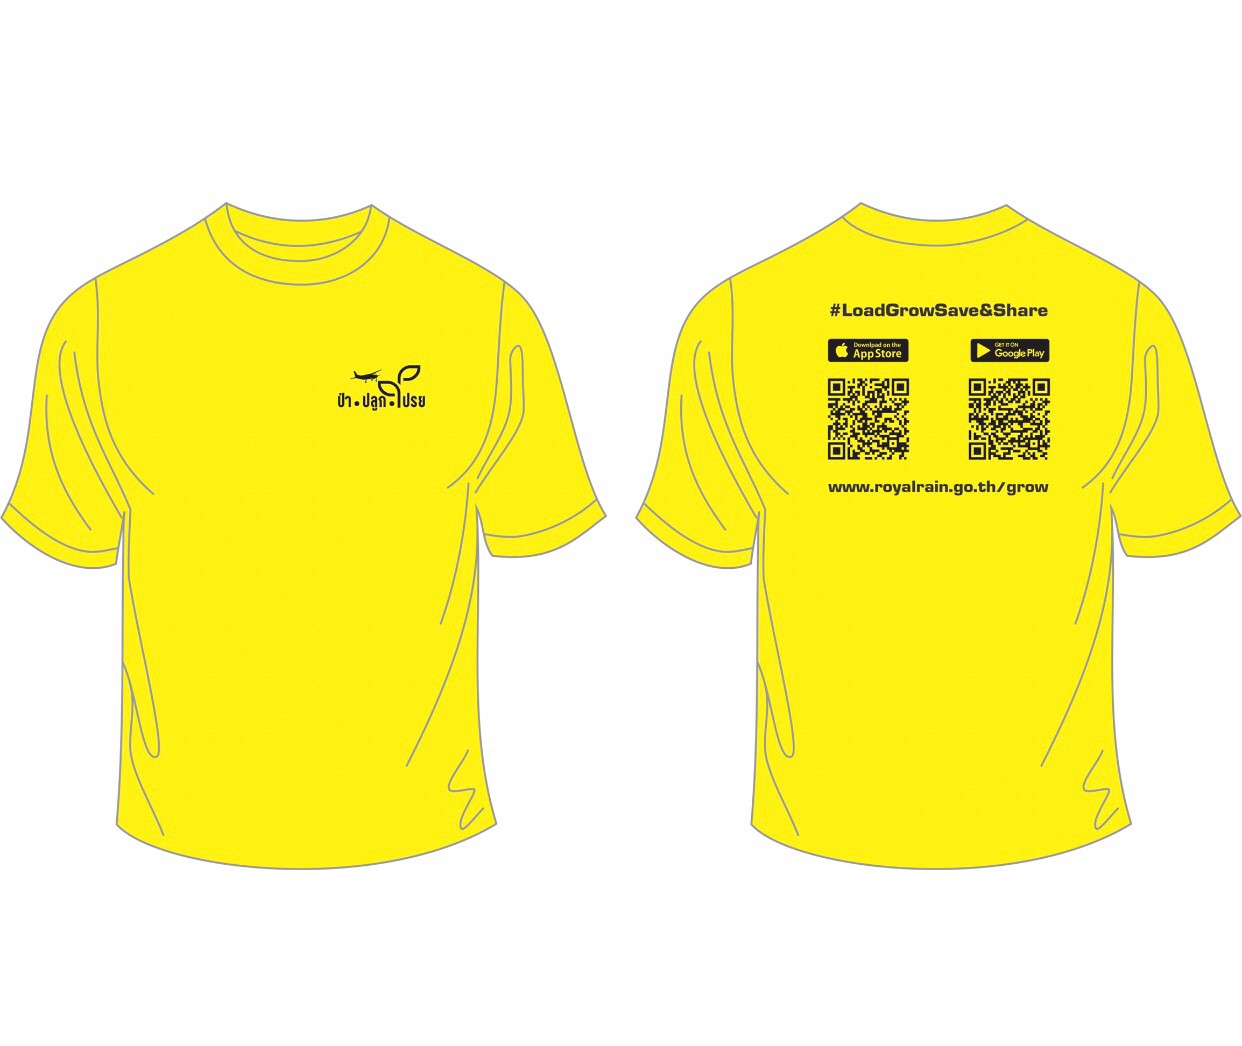 ป่า•ปลูก•โปรย
#LoadGrowSave&Share
Download on the
App Store
GET IT ON
Google Play
www.royalrain.go.th/grow